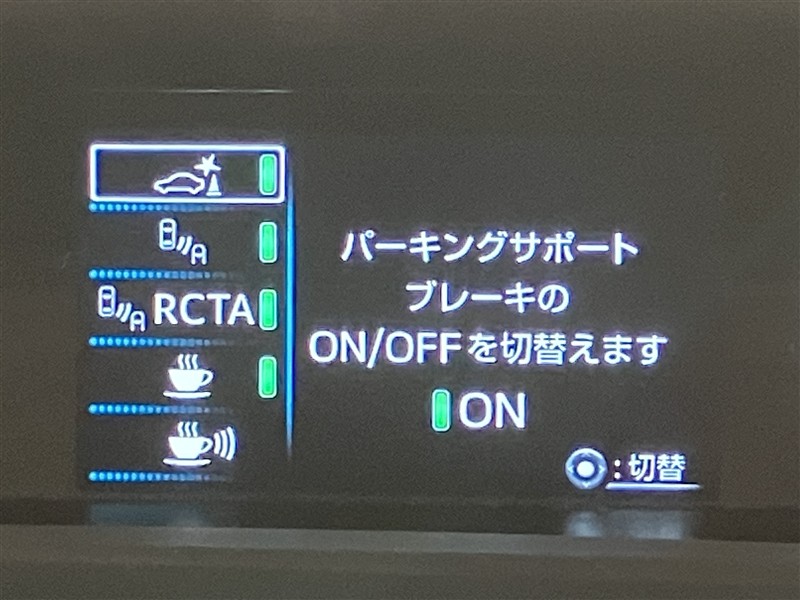 RCTA
パーキングサポート
ブレーキの
ON/OFFを切替えます
ON
:切替